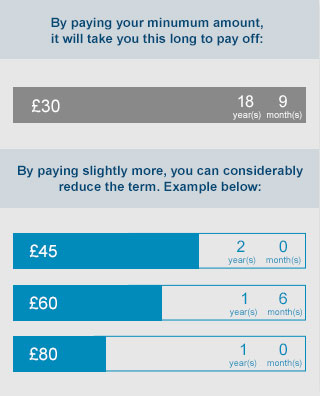 By paying your minumum amount,
it will take you this long to pay off:
£30 18 9
year(s) month(s)
By paying slightly more, you can considerably
reduce the term. Example below:
£45 2 0
year(s) month(s)
£60 1 6
year(s) month(s)
£80 1 0
year(s) month(s)